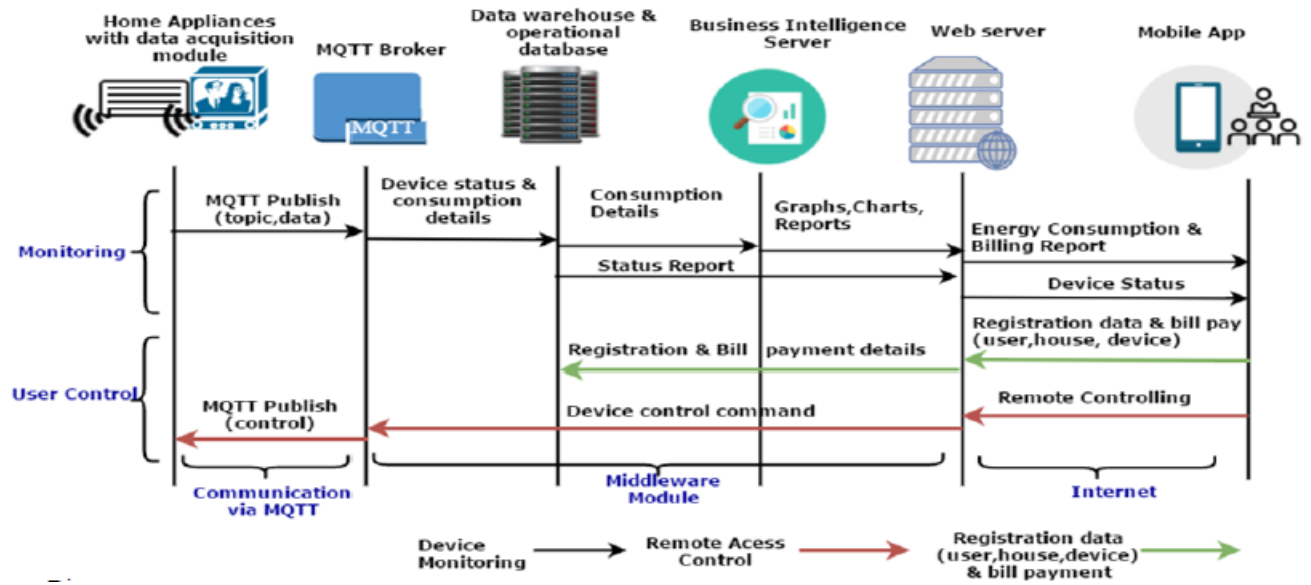 Home Appliances
with data acquisition
module
MQTT Broker
MQTT
Data warehouse &
operational
database
Business Intelligence
Server
Web server
Mobile App
Monitoring
MQTT Publish
(topic,data)
Device status &
consumption
details
Consumption
Details
Graphs,Charts,
Reports
Energy Consumption &
Billing Report
Status Report
Device Status
User Control
Registration data & bill pay
(user,house, device)
Registration & Bill payment details
Remote Controlling
Device control command
MQTT Publish
(control)
Communication
via MQTT
Middleware
Module
Internet
Device
Monitoring
Remote Acess
Control
Registration data
(user,house,device)
& bill payment